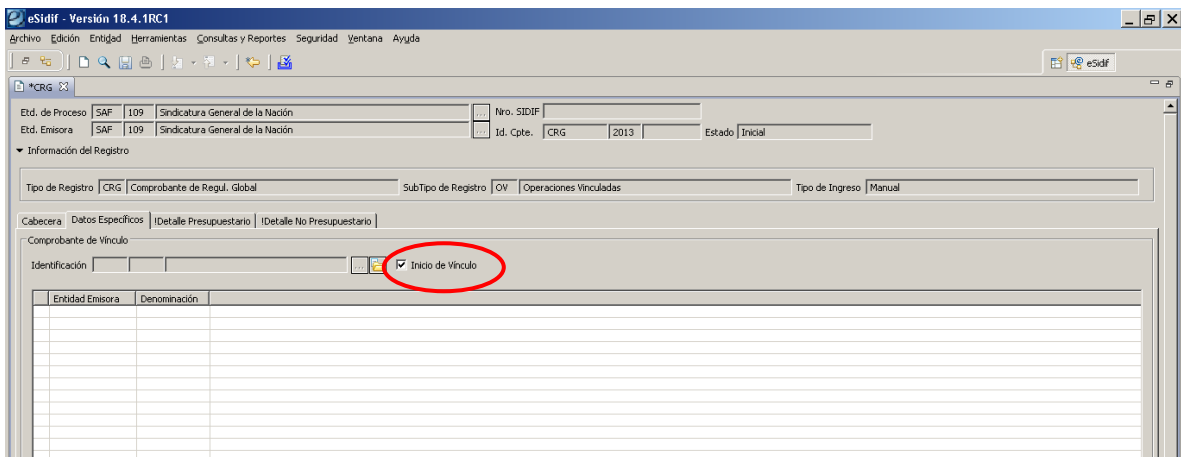 eSidif - Versión 18.4.1RC1
Archivo Edición Entidad Herramientas Consultas y Reportes Seguridad Ventana Ayuda
eSidif
*CRG
Etd. de Proceso SAF 109 Sindicatura General de la Nación ... Nro. SIDIF
Etd. Emisora SAF 109 Sindicatura General de la Nación ... Id. Cpte. CRG 2013 Estado Inicial
Información del Registro
Tipo de Registro CRG Comprobante de Regul. Global SubTipo de Registro OV Operaciones Vinculadas Tipo de Ingreso Manual
Cabecera Datos Específicos !Detalle Presupuestario !Detalle No Presupuestario
Comprobante de Vínculo
Identificación ... Inicio de Vínculo
Entidad Emisora Denominación